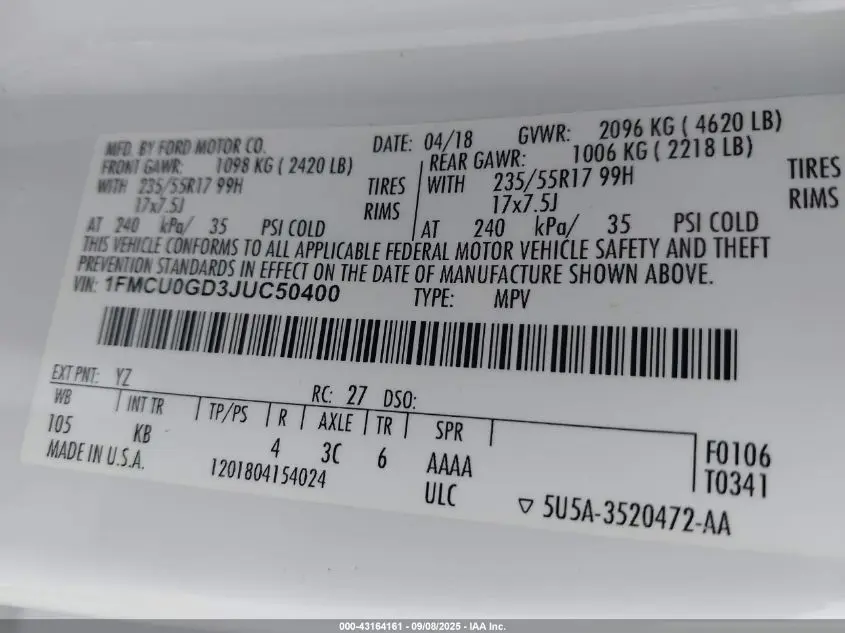 MFD. BY FORD MOTOR CO. DATE: 04/18 GVWR: 2096 KG ( 4620 LB)
FRONT GAWR: 1098 KG ( 2420 LB) REAR GAWR: 1006 KG ( 2218 LB)
WITH 235/55R17 99H TIRES WITH 235/55R17 99H TIRES
17x7.5J RIMS 17x7.5J RIMS
AT 240 kPa/ 35 PSI COLD AT 240 kPa/ 35 PSI COLD
THIS VEHICLE CONFORMS TO ALL APPLICABLE FEDERAL MOTOR VEHICLE SAFETY AND THEFT
PREVENTION STANDARDS IN EFFECT ON THE DATE OF MANUFACTURE SHOWN ABOVE.
VIN: 1FMCU0GD3JUC50400 TYPE: MPV
EXT PNT: YZ RC: 27 DSO:
WB INT TR TP/PS R AXLE TR SPR
105 KB 4 3C 6 AAAA F0106
MADE IN U.S.A. 1201804154024 ULC T0341
▽ 5U5A-3520472-AA
000-43164161 - 09/08/2025 - IAA Inc.